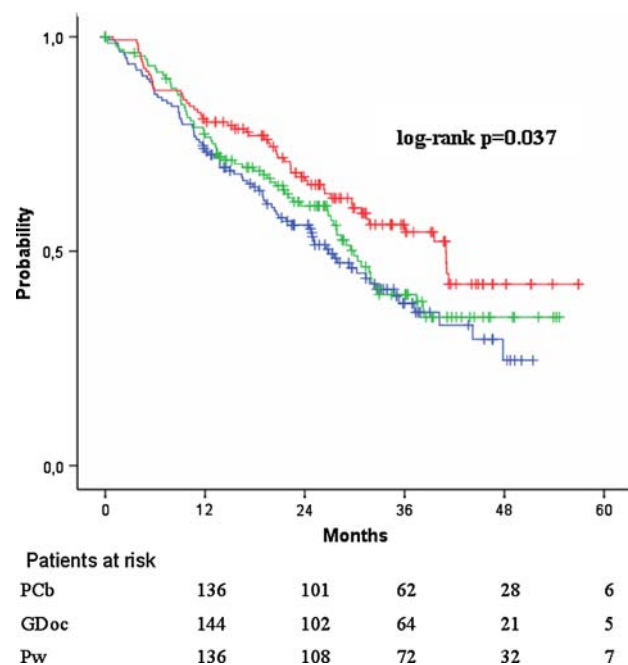 1,0
log-rank p=0.037
Probability
0,5
0,0
0 12 24 36 48 60
Months
Patients at risk
PCb 136 101 62 28 6
GDoc 144 102 64 21 5
Pw 136 108 72 32 7